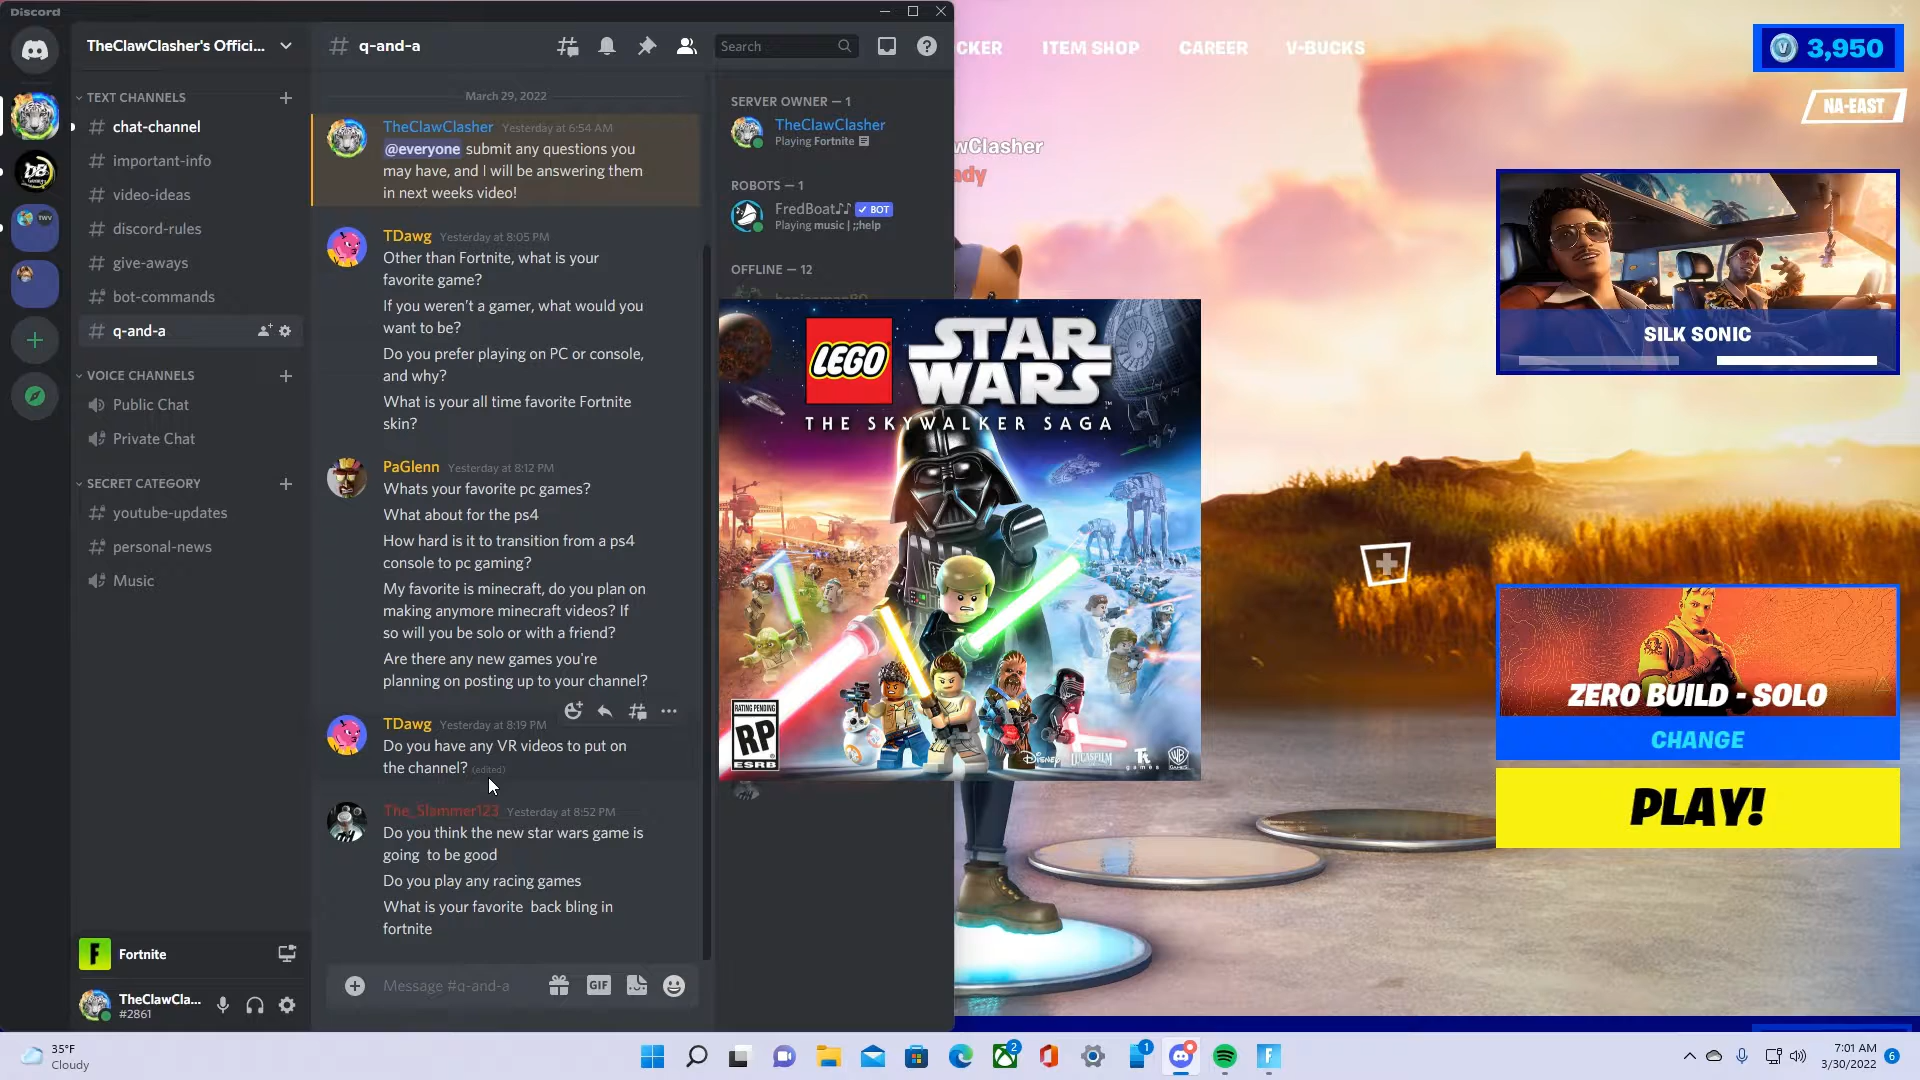 Discord
TheClawClasher's Offici...
TEXT CHANNELS
chat-channel
important-info
video-ideas
discord-rules
give-aways
bot-commands
q-and-a
VOICE CHANNELS
Public Chat
Private Chat
SECRET CATEGORY
youtube-updates
personal-news
Music
Fortnite
TheClawCla...
#2861
q-and-a
Search
March 29, 2022
TheClawClasher Yesterday at 6:54 AM
@everyone submit any questions you
may have, and I will be answering them
in next weeks video!
TDawg Yesterday at 8:05 PM
Other than Fortnite, what is your
favorite game?
If you weren't a gamer, what would you
want to be?
Do you prefer playing on PC or console,
and why?
What is your all time favorite Fortnite
skin?
PaGlenn Yesterday at 8:12 PM
Whats your favorite pc games?
What about for the ps4
How hard is it to transition from a ps4
console to pc gaming?
My favorite is minecraft, do you plan on
making anymore minecraft videos? If
so will you be solo or with a friend?
Are there any new games you're
planning on posting up to your channel?
TDawg Yesterday at 8:19 PM
Do you have any VR videos to put on
the channel? (edited)
The_Slammer123 Yesterday at 8:52 PM
Do you think the new star wars game is
going to be good
Do you play any racing games
What is your favorite back bling in
fortnite
Message #q-and-a
GIF
SERVER OWNER — 1
TheClawClasher
Playing Fortnite
ROBOTS — 1
FredBoat♪♪ ✓ BOT
Playing music | ;;help
OFFLINE — 12
LEGO
STAR
WARS
THE SKYWALKER SAGA
RATING PENDING
RP
ESRB
Disney LUCASFILM games WB
CKER
ITEM SHOP
CAREER
V-BUCKS
3,950
NA-EAST
wClasher
ady
SILK SONIC
ZERO BUILD - SOLO
CHANGE
PLAY!
35°F
Cloudy
2
1
7:01 AM
3/30/2022
6